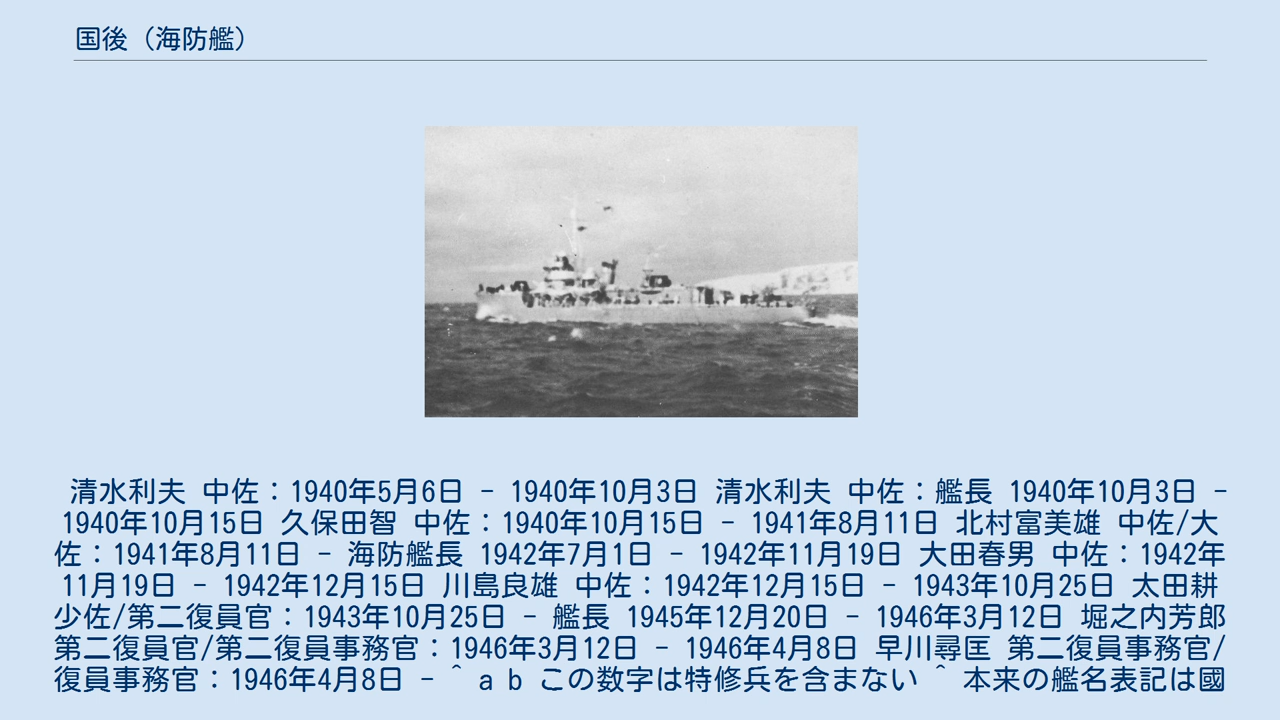 国後（海防艦）
清水利夫 中佐：1940年5月6日 - 1940年10月3日 清水利夫 中佐：艦長 1940年10月3日 -
1940年10月15日 久保田智 中佐：1940年10月15日 - 1941年8月11日 北村富美雄 中佐/大
佐：1941年8月11日 - 海防艦長 1942年7月1日 - 1942年11月19日 大田春男 中佐：1942年
11月19日 - 1942年12月15日 川島良雄 中佐：1942年12月15日 - 1943年10月25日 太田耕
少佐/第二復員官：1943年10月25日 - 艦長 1945年12月20日 - 1946年3月12日 堀之内芳郎
第二復員官/第二復員事務官：1946年3月12日 - 1946年4月8日 早川尋匡 第二復員事務官/
復員事務官：1946年4月8日 - ^ a b この数字は特修兵を含まない ^ 本来の艦名表記は國